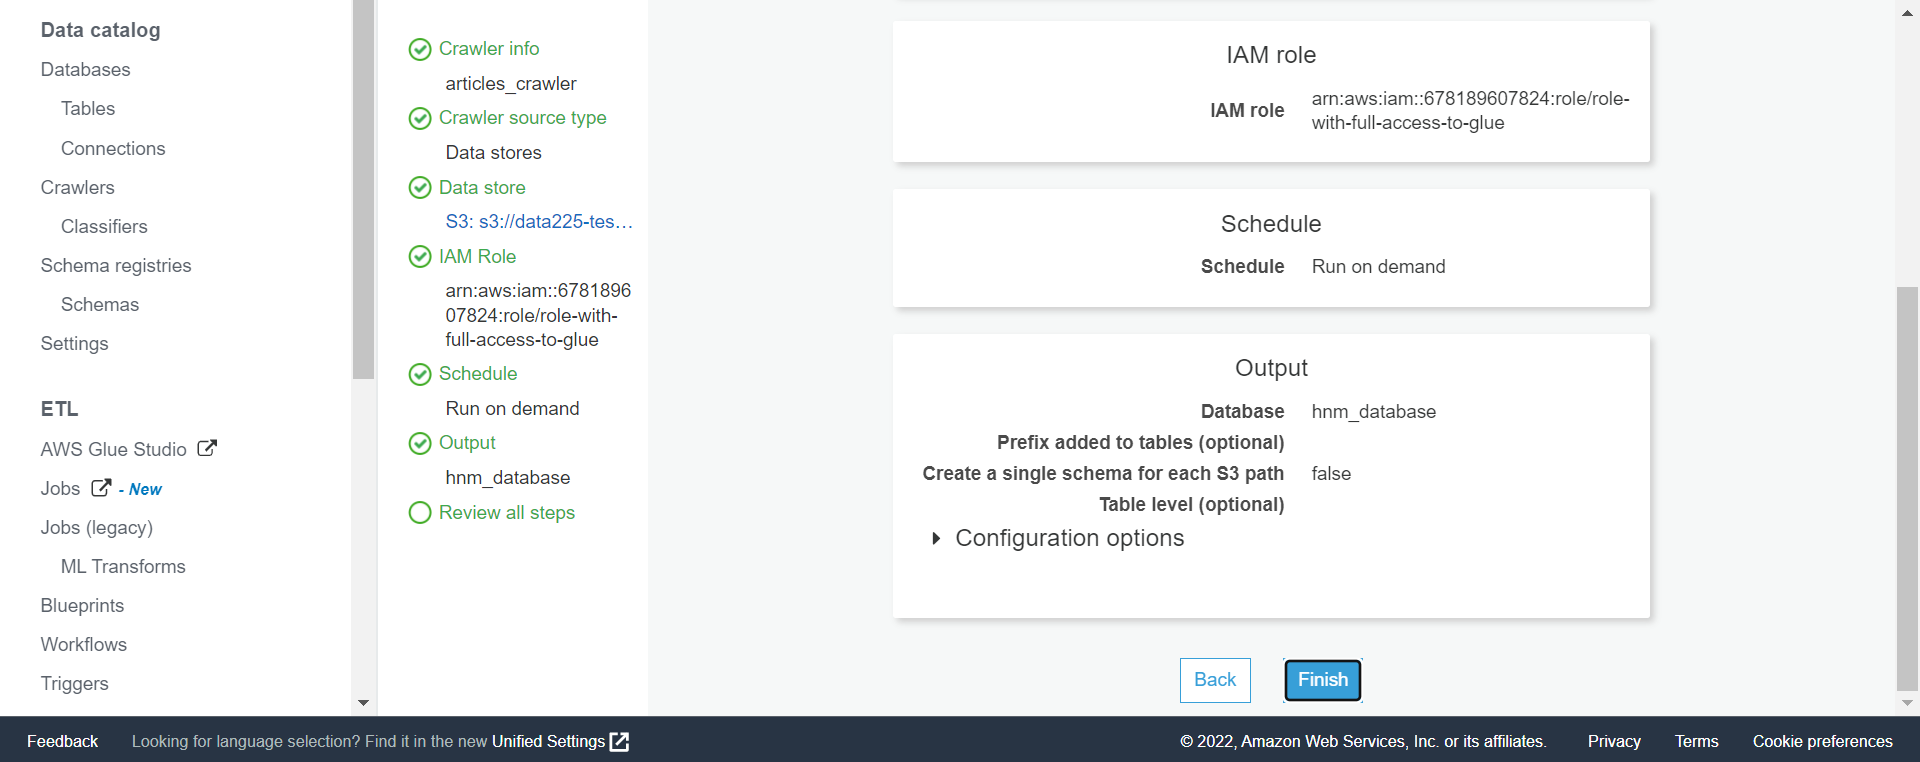 Data catalog
Databases
Tables
Connections
Crawlers
Classifiers
Schema registries
Schemas
Settings
ETL
AWS Glue Studio
Jobs - New
Jobs (legacy)
ML Transforms
Blueprints
Workflows
Triggers
Crawler info
articles_crawler
Crawler source type
Data stores
Data store
S3: s3://data225-tes...
IAM Role
arn:aws:iam::6781896
07824:role/role-with-
full-access-to-glue
Schedule
Run on demand
Output
hnm_database
Review all steps
IAM role
IAM role arn:aws:iam::678189607824:role/role-
with-full-access-to-glue
Schedule
Schedule Run on demand
Output
Database hnm_database
Prefix added to tables (optional)
Create a single schema for each S3 path false
Table level (optional)
Configuration options
Back Finish
Feedback Looking for language selection? Find it in the new Unified Settings © 2022, Amazon Web Services, Inc. or its affiliates. Privacy Terms Cookie preferences